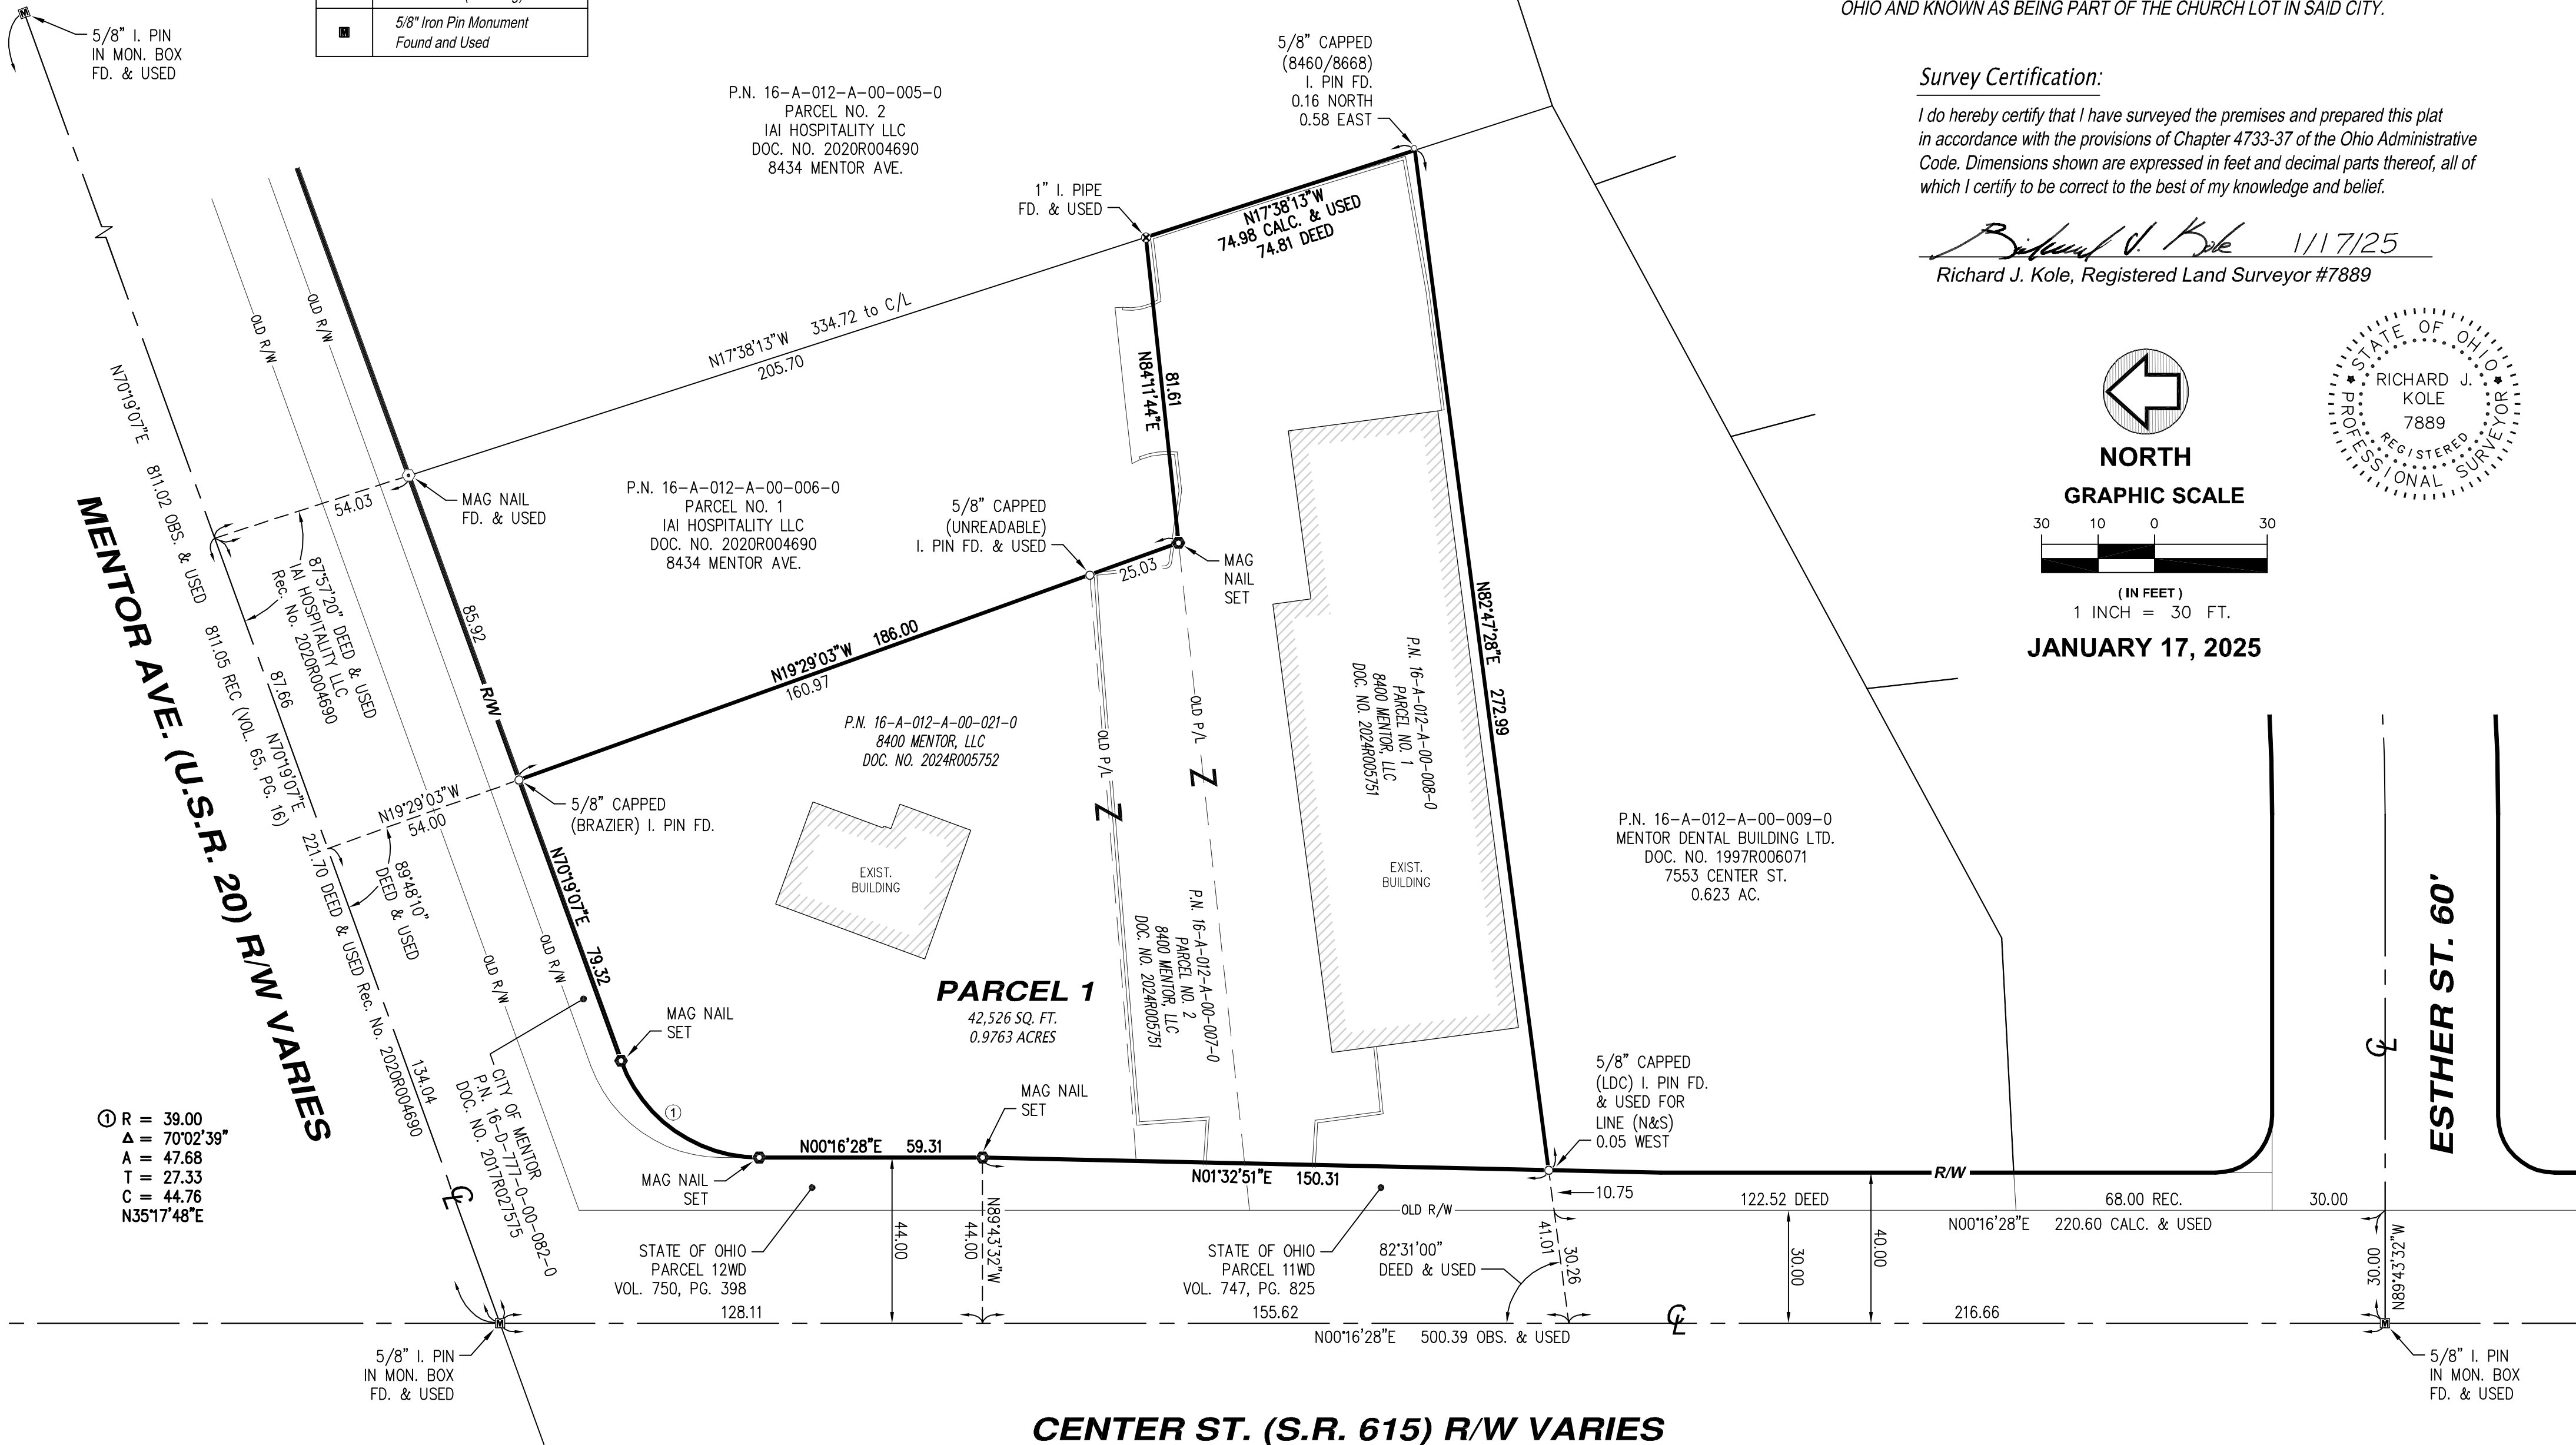 5/8" I. PIN
IN MON. BOX
FD. & USED
5/8" Iron Pin Monument
Found and Used
M
OHIO AND KNOWN AS BEING PART OF THE CHURCH LOT IN SAID CITY.
Survey Certification:
I do hereby certify that I have surveyed the premises and prepared this plat
in accordance with the provisions of Chapter 4733-37 of the Ohio Administrative
Code. Dimensions shown are expressed in feet and decimal parts thereof, all of
which I certify to be correct to the best of my knowledge and belief.
Richard J. Kole 1/17/25
Richard J. Kole, Registered Land Surveyor #7889
STATE OF OHIO
RICHARD J.
KOLE
7889
REGISTERED
PROFESSIONAL SURVEYOR
NORTH
GRAPHIC SCALE
30 10 0 30
( IN FEET )
1 INCH = 30 FT.
JANUARY 17, 2025
P.N. 16-A-012-A-00-005-0
PARCEL NO. 2
IAI HOSPITALITY LLC
DOC. NO. 2020R004690
8434 MENTOR AVE.
5/8" CAPPED
(8460/8668)
I. PIN FD.
0.16 NORTH
0.58 EAST
1" I. PIPE
FD. & USED
N17°38'13"W
74.98 CALC. & USED
74.81 DEED
N17°38'13"W 334.72 to C/L
205.70
N84°11'44"E
81.61
OLD R/W
OLD R/W
54.03
MAG NAIL
FD. & USED
P.N. 16-A-012-A-00-006-0
PARCEL NO. 1
IAI HOSPITALITY LLC
DOC. NO. 2020R004690
8434 MENTOR AVE.
5/8" CAPPED
(UNREADABLE)
I. PIN FD. & USED
25.03
MAG
NAIL
SET
N19°29'03"W 186.00
160.97
N82°47'28"E 272.99
MENTOR AVE. (U.S.R. 20) R/W VARIES
N70°19'07"E 811.02 OBS. & USED 811.05 REC (VOL. 65, PG. 16)
87°57'20" DEED & USED
IAI HOSPITALITY LLC
Rec. No. 2020R004690
85.92
R/W
87.66
N70°19'07"E
221.70 DEED & USED Rec. No. 2020R004690
N19°29'03"W
54.00
89°48'10"
DEED & USED
5/8" CAPPED
(BRAZIER) I. PIN FD.
P.N. 16-A-012-A-00-021-0
8400 MENTOR, LLC
DOC. NO. 2024R005752
OLD P/L
OLD P/L
Z
Z
P.N. 16-A-012-A-00-008-0
PARCEL NO. 1
8400 MENTOR, LLC
DOC. NO. 2024R005751
EXIST.
BUILDING
EXIST.
BUILDING
P.N. 16-A-012-A-00-007-0
PARCEL NO. 2
8400 MENTOR, LLC
DOC. NO. 2024R005751
P.N. 16-A-012-A-00-009-0
MENTOR DENTAL BUILDING LTD.
DOC. NO. 1997R006071
7553 CENTER ST.
0.623 AC.
ESTHER ST. 60'
CL
N70°19'07"E 79.32
OLD R/W
OLD R/W
PARCEL 1
42,526 SQ. FT.
0.9763 ACRES
MAG NAIL
SET
1
MAG NAIL
SET
5/8" CAPPED
(LDC) I. PIN FD.
& USED FOR
LINE (N&S)
0.05 WEST
1 R = 39.00
Δ = 70°02'39"
A = 47.68
T = 27.33
C = 44.76
N35°17'48"E
134.04
CL
CITY OF MENTOR
P.N. 16-D-777-0-00-082-0
DOC. NO. 2017R027575
N00°16'28"E 59.31
MAG NAIL
SET
N01°32'51"E 150.31
R/W
10.75
122.52 DEED
68.00 REC.
30.00
OLD R/W
N00°16'28"E 220.60 CALC. & USED
44.00
44.00
N89°43'32"W
STATE OF OHIO
PARCEL 12WD
VOL. 750, PG. 398
STATE OF OHIO
PARCEL 11WD
VOL. 747, PG. 825
82°31'00"
DEED & USED
41.01
30.26
30.00
40.00
30.00
N89°43'32"W
128.11
155.62
CL
216.66
M
M
M
N00°16'28"E 500.39 OBS. & USED
5/8" I. PIN
IN MON. BOX
FD. & USED
5/8" I. PIN
IN MON. BOX
FD. & USED
CENTER ST. (S.R. 615) R/W VARIES